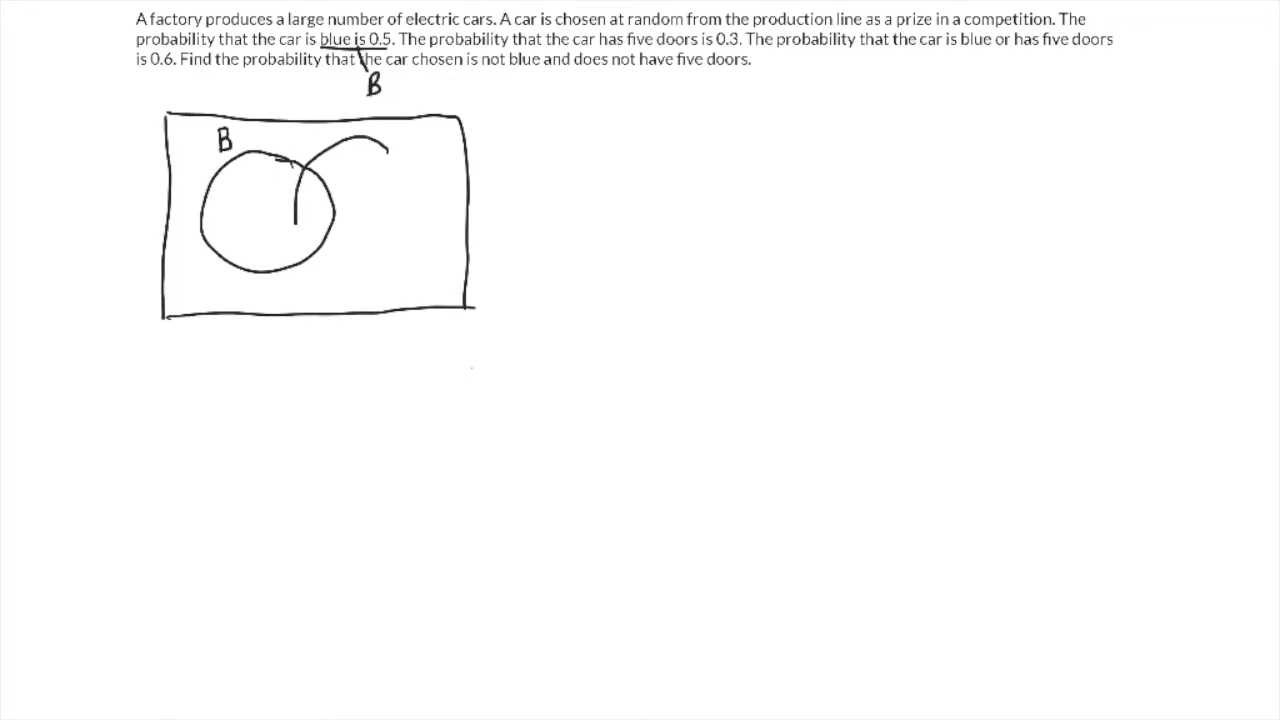 A factory produces a large number of electric cars. A car is chosen at random from the production line as a prize in a competition. The
probability that the car is blue is 0.5. The probability that the car has five doors is 0.3. The probability that the car is blue or has five doors
is 0.6. Find the probability that the car chosen is not blue and does not have five doors.
B
B